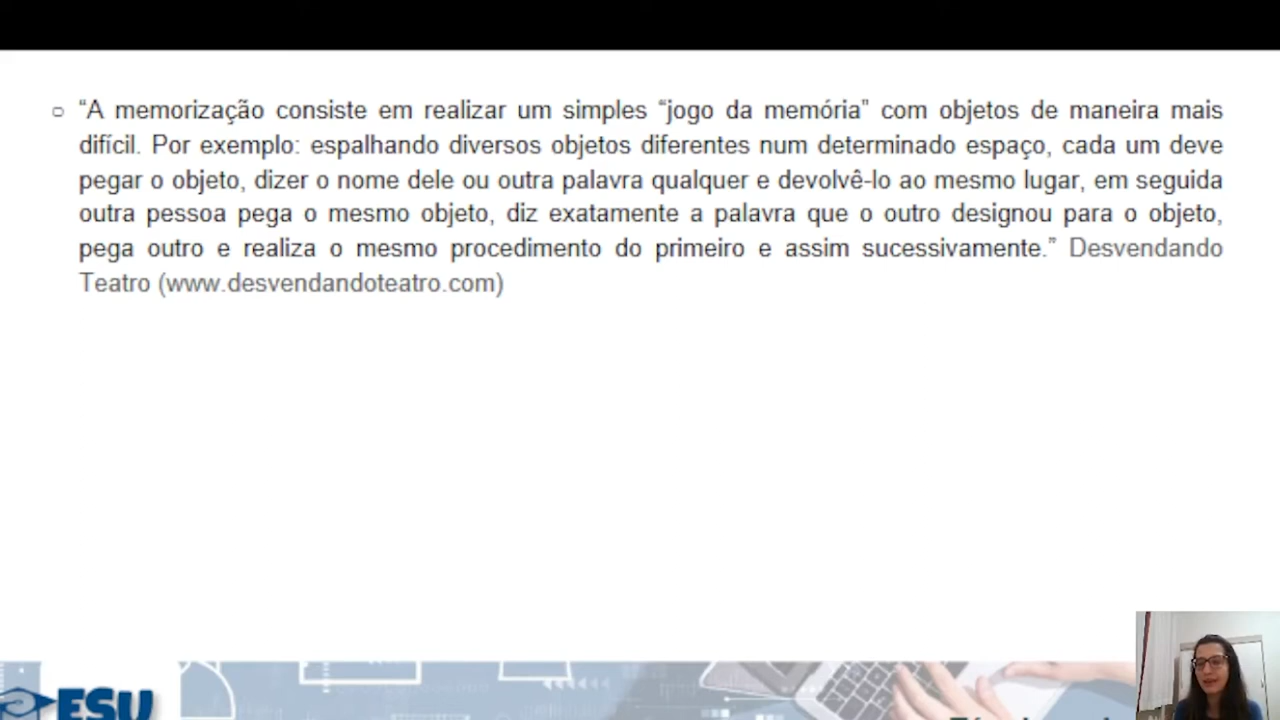 “A memorização consiste em realizar um simples “jogo da memória” com objetos de maneira mais
difícil. Por exemplo: espalhando diversos objetos diferentes num determinado espaço, cada um deve
pegar o objeto, dizer o nome dele ou outra palavra qualquer e devolvê-lo ao mesmo lugar, em seguida
outra pessoa pega o mesmo objeto, diz exatamente a palavra que o outro designou para o objeto,
pega outro e realiza o mesmo procedimento do primeiro e assim sucessivamente.” Desvendando
Teatro (www.desvendandoteatro.com)
ESU